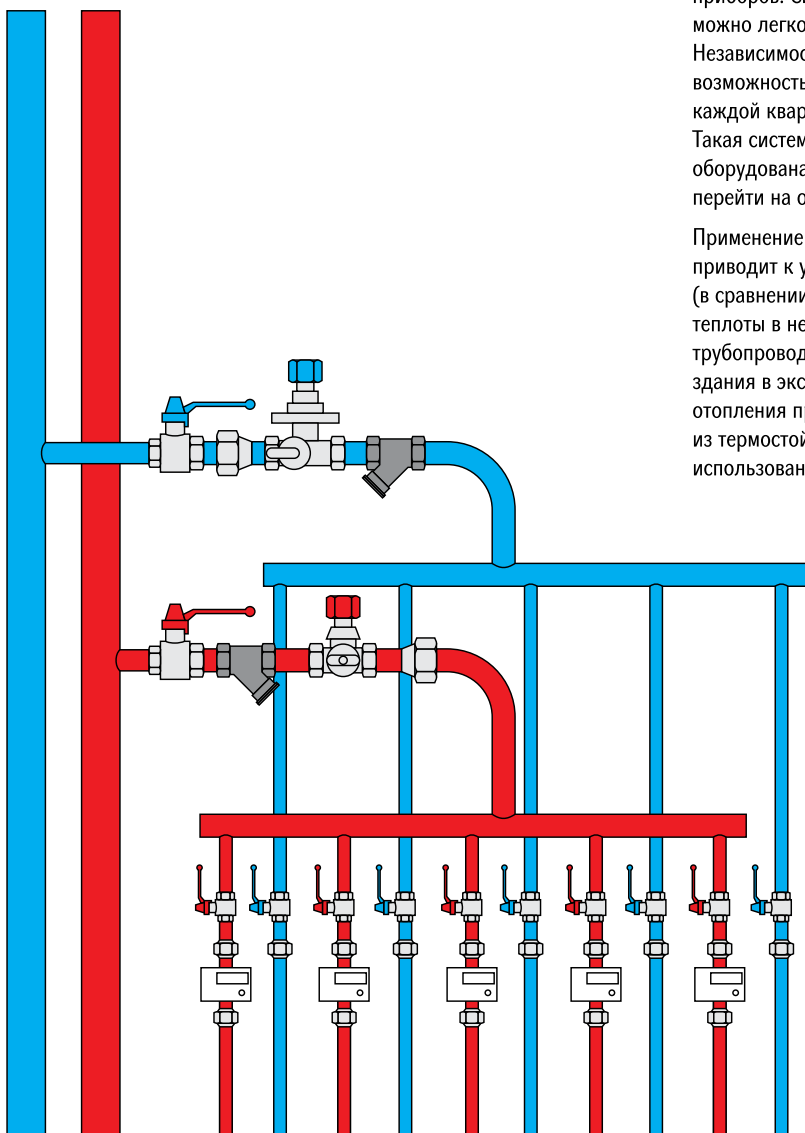 можно легко
Независимос
возможность
каждой квар
Такая систем
оборудована
перейти на о
Применение
приводит к у
(в сравнении
теплоты в не
трубопровод
здания в экс
отопления пр
из термостой
использован